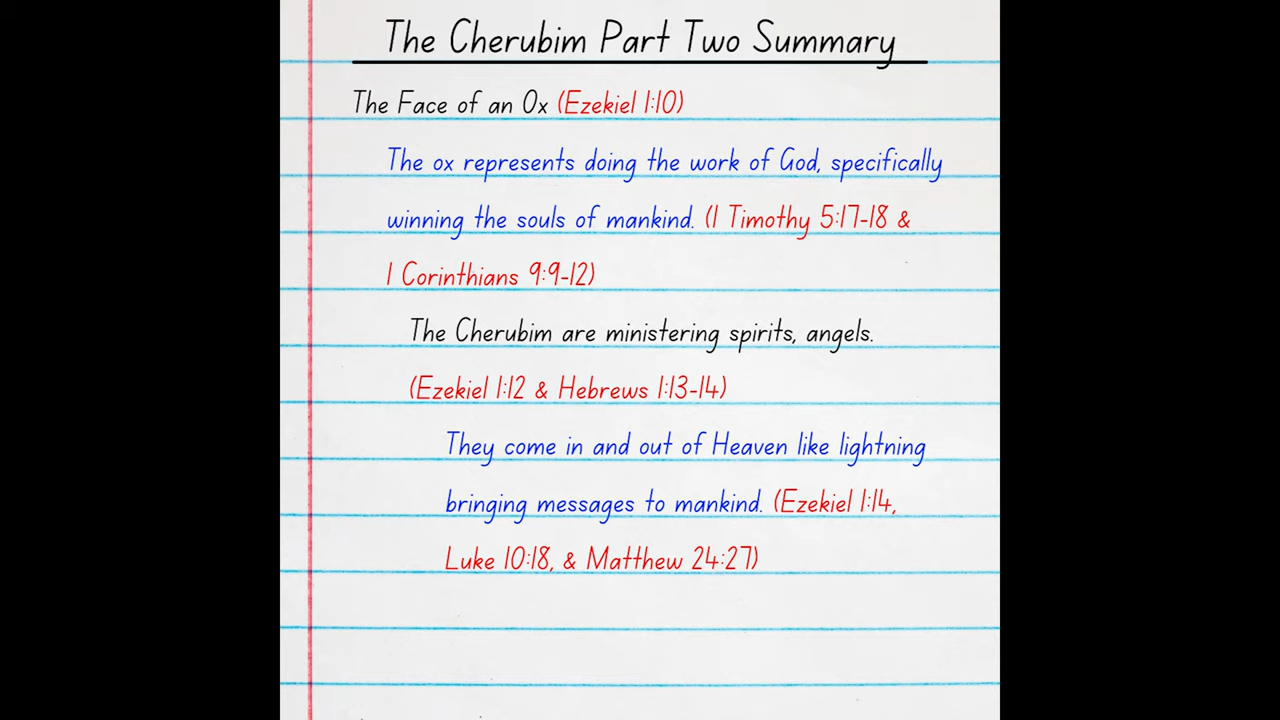 The Cherubim Part Two Summary
The Face of an Ox (Ezekiel 1:10)
The ox represents doing the work of God, specifically
winning the souls of mankind. (1 Timothy 5:17-18 &
1 Corinthians 9:9-12)
The Cherubim are ministering spirits, angels.
(Ezekiel 1:12 & Hebrews 1:13-14)
They come in and out of Heaven like lightning
bringing messages to mankind. (Ezekiel 1:14,
Luke 10:18, & Matthew 24:27)